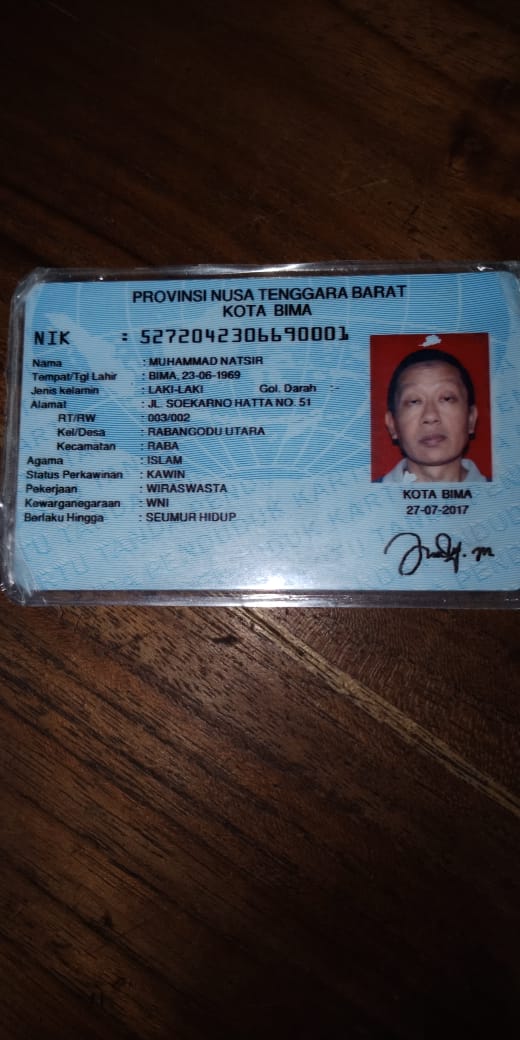 PROVINSI NUSA TENGGARA BARAT
KOTA BIMA
NIK : 5272042306690001
Nama : MUHAMMAD NATSIR
Tempat/Tgl Lahir : BIMA, 23-06-1969
Jenis kelamin : LAKI-LAKI Gol. Darah :-
Alamat : JL. SOEKARNO HATTA NO. 51
RT/RW : 003/002
Kel/Desa : RABANGODU UTARA
Kecamatan : RABA
Agama : ISLAM
Status Perkawinan : KAWIN
Pekerjaan : WIRASWASTA
Kewarganegaraan : WNI
Berlaku Hingga : SEUMUR HIDUP
KOTA BIMA
27-07-2017